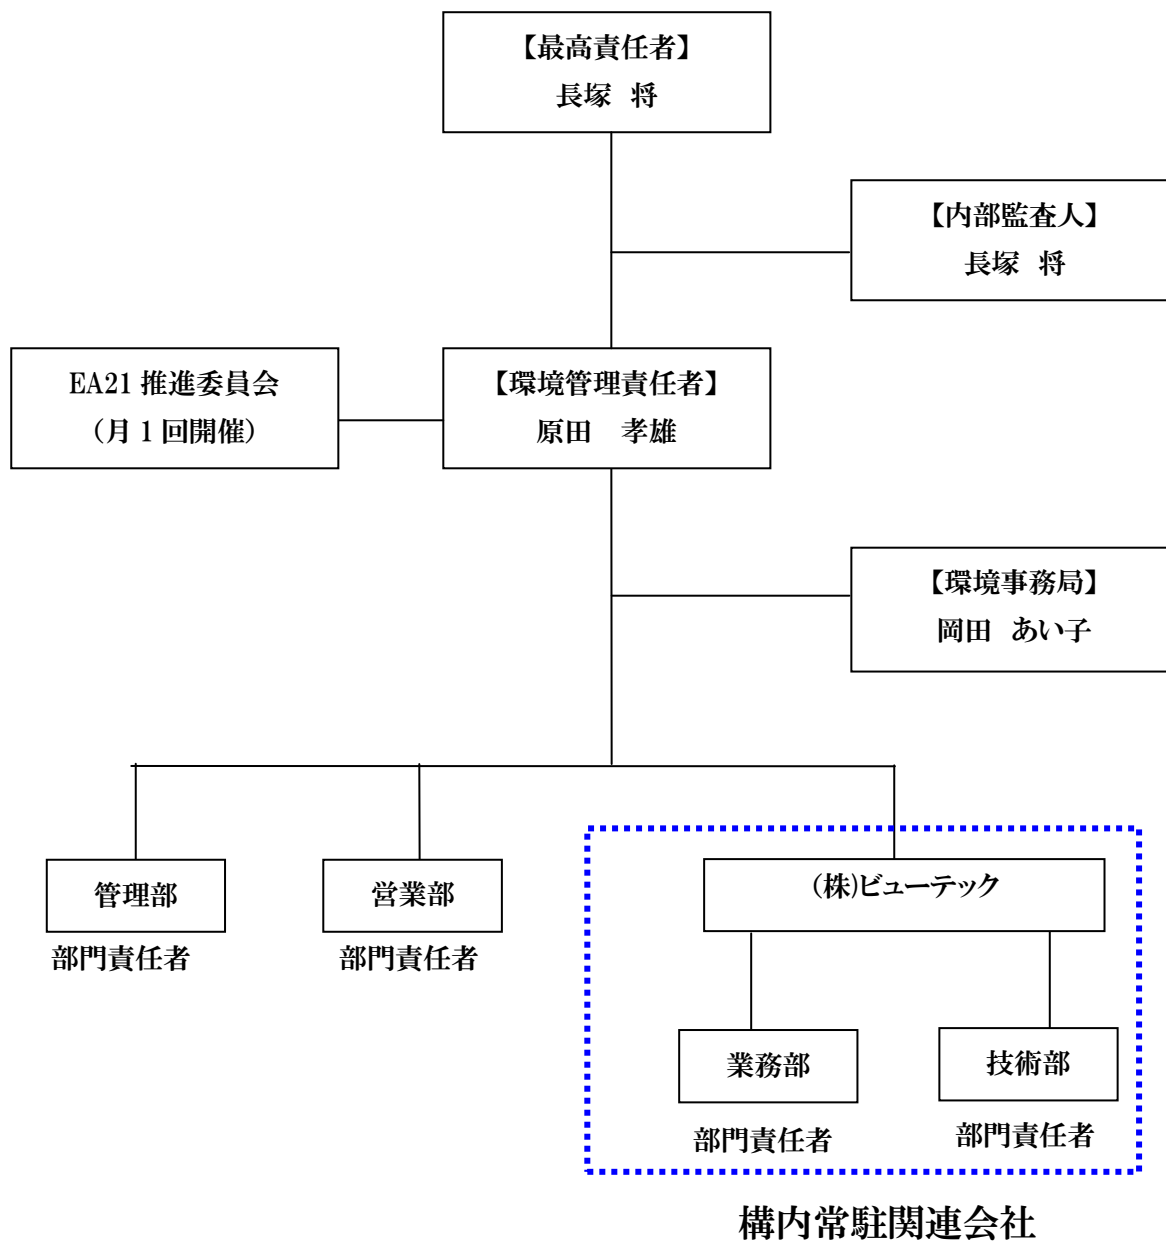 【最高責任者】
長塚 将
【内部監査人】
長塚 将
EA21 推進委員会
（月 1 回開催）
【環境管理責任者】
原田 孝雄
【環境事務局】
岡田 あい子
管理部
部門責任者
営業部
部門責任者
(株)ビューテック
業務部
部門責任者
技術部
部門責任者
構内常駐関連会社